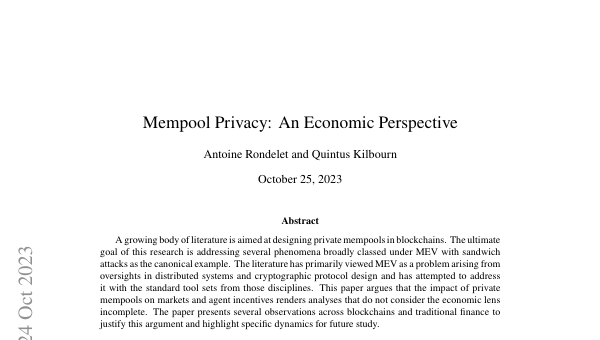 Mempool Privacy: An Economic Perspective
Antoine Rondelet and Quintus Kilbourn
October 25, 2023
Abstract
A growing body of literature is aimed at designing private mempools in blockchains. The ultimate
goal of this research is addressing several phenomena broadly classed under MEV with sandwich
attacks as the canonical example. The literature has primarily viewed MEV as a problem arising from
oversights in distributed systems and cryptographic protocol design and has attempted to address
it with the standard tool sets from those disciplines. This paper argues that the impact of private
mempools on markets and agent incentives renders analyses that do not consider the economic lens
incomplete. The paper presents several observations across blockchains and traditional finance to
justify this argument and highlight specific dynamics for future study.
24 Oct 2023